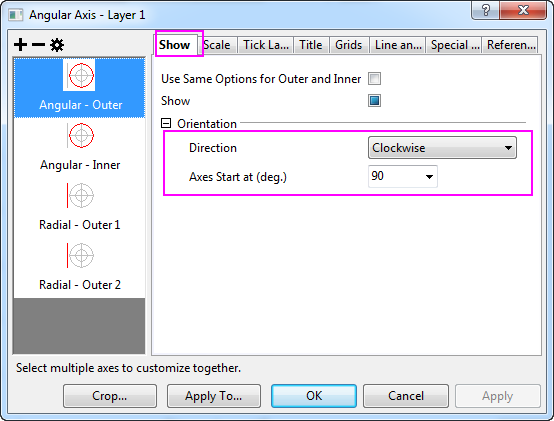 Angular Axis - Layer 1
Show Scale Tick La... Title Grids Line an... Special ... Referen...
Angular - Outer
Angular - Inner
Radial - Outer 1
Radial - Outer 2
Use Same Options for Outer and Inner
Show
Orientation
Direction Clockwise
Axes Start at (deg.) 90
Select multiple axes to customize together.
Crop... Apply To... OK Cancel Apply